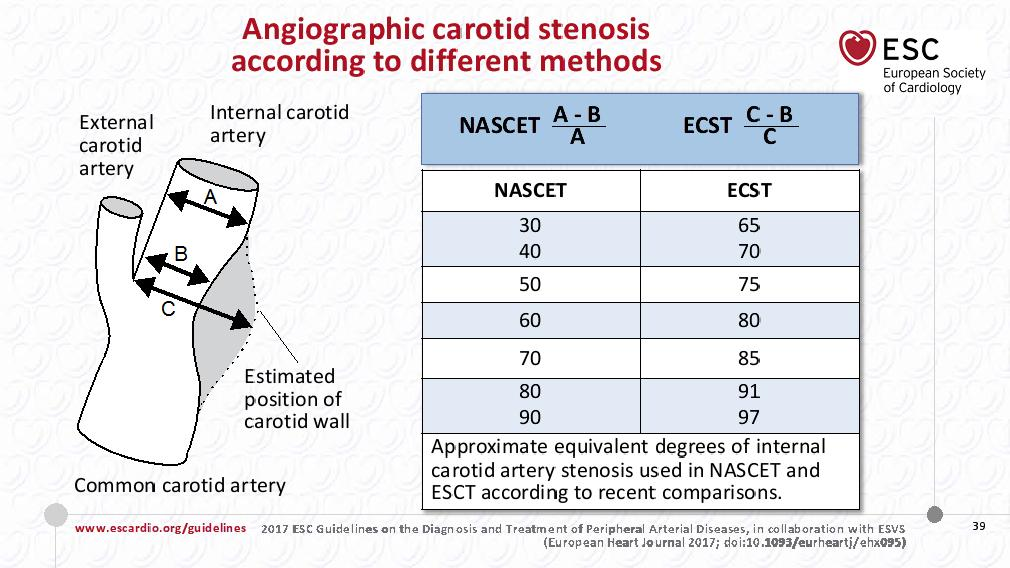 Angiographic carotid stenosis
according to different methods
ESC
European Society
of Cardiology
External
carotid
artery
Internal carotid
artery
A
B
C
Estimated
position of
carotid wall
Common carotid artery
NASCET A - B / A ECST C - B / C
NASCET ECST
30 65
40 70
50 75
60 80
70 85
80 91
90 97
Approximate equivalent degrees of internal
carotid artery stenosis used in NASCET and
ESCT according to recent comparisons.
www.escardio.org/guidelines
2017 ESC Guidelines on the Diagnosis and Treatment of Peripheral Arterial Diseases, in collaboration with ESVS
(European Heart Journal 2017; doi:10.1093/eurheartj/ehx095)
39